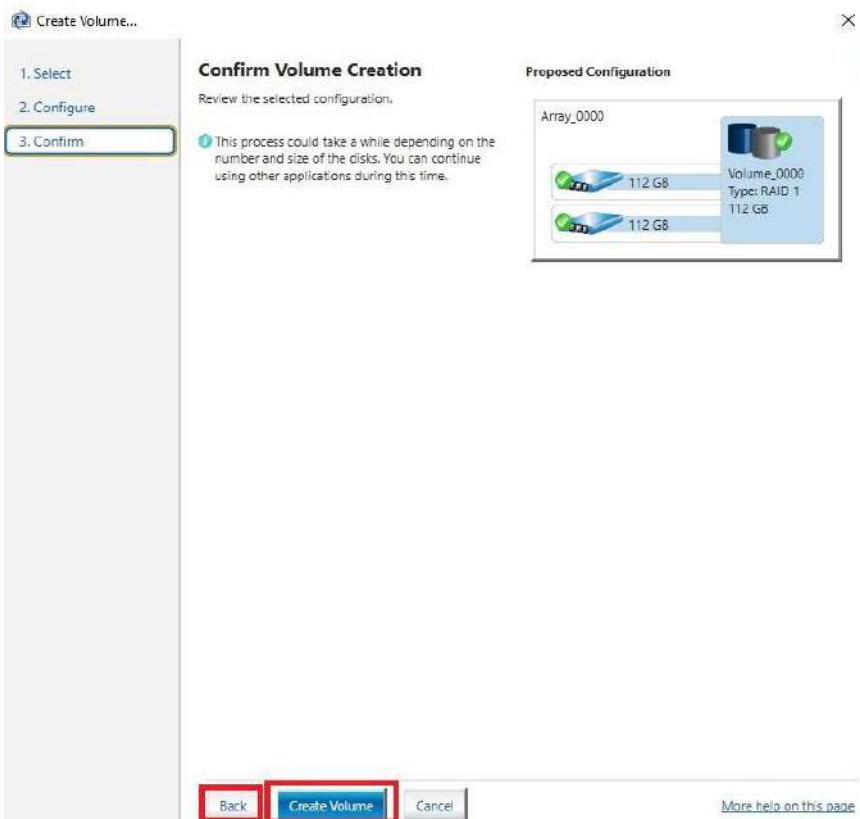 Create Volume...
1. Select
2. Configure
3. Confirm
Confirm Volume Creation
Review the selected configuration.
This process could take a while depending on the
number and size of the disks. You can continue
using other applications during this time.
Proposed Configuration
Array_0000
112 GB
112 GB
Volume_0000
Type: RAID 1
112 GB
Back
Create Volume
Cancel
More help on this page